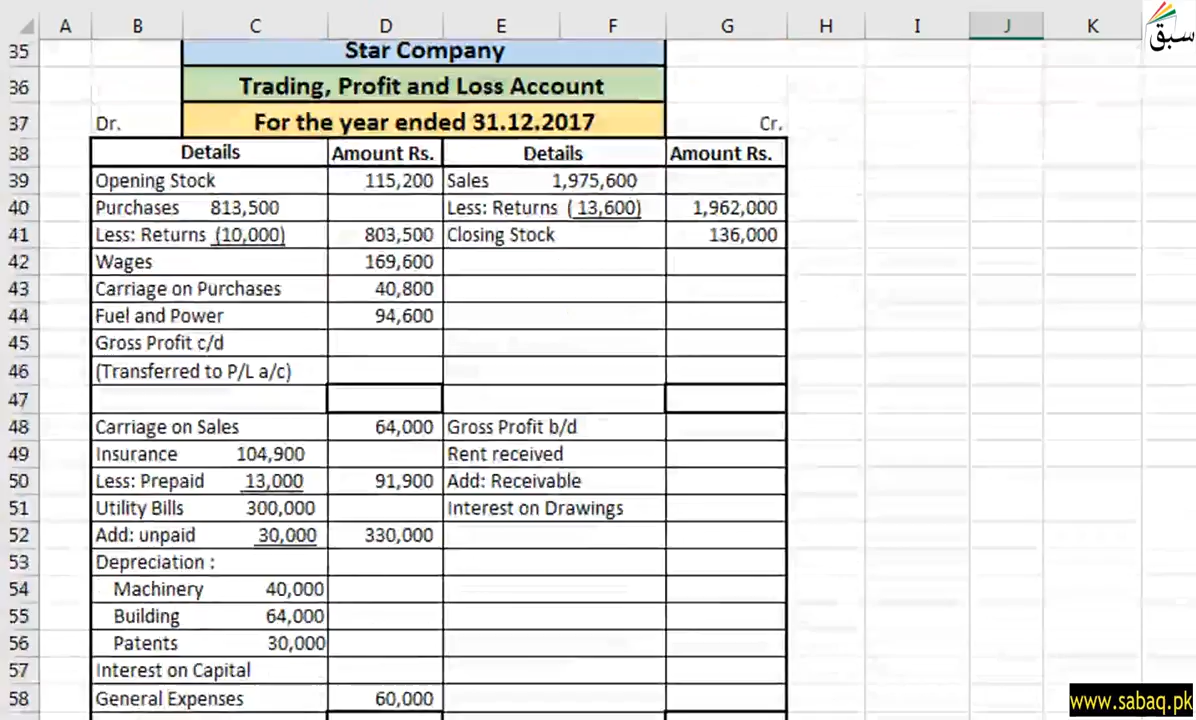 سبق
A B C D E F G H I J K
35 Star Company
36 Trading, Profit and Loss Account
37 Dr. For the year ended 31.12.2017 Cr.
38 Details Amount Rs. Details Amount Rs.
39 Opening Stock 115,200 Sales 1,975,600
40 Purchases 813,500 Less: Returns ( 13,600) 1,962,000
41 Less: Returns (10,000) 803,500 Closing Stock 136,000
42 Wages 169,600
43 Carriage on Purchases 40,800
44 Fuel and Power 94,600
45 Gross Profit c/d
46 (Transferred to P/L a/c)
47
48 Carriage on Sales 64,000 Gross Profit b/d
49 Insurance 104,900 Rent received
50 Less: Prepaid 13,000 91,900 Add: Receivable
51 Utility Bills 300,000 Interest on Drawings
52 Add: unpaid 30,000 330,000
53 Depreciation :
54 Machinery 40,000
55 Building 64,000
56 Patents 30,000
57 Interest on Capital
58 General Expenses 60,000
www.sabaq.pk